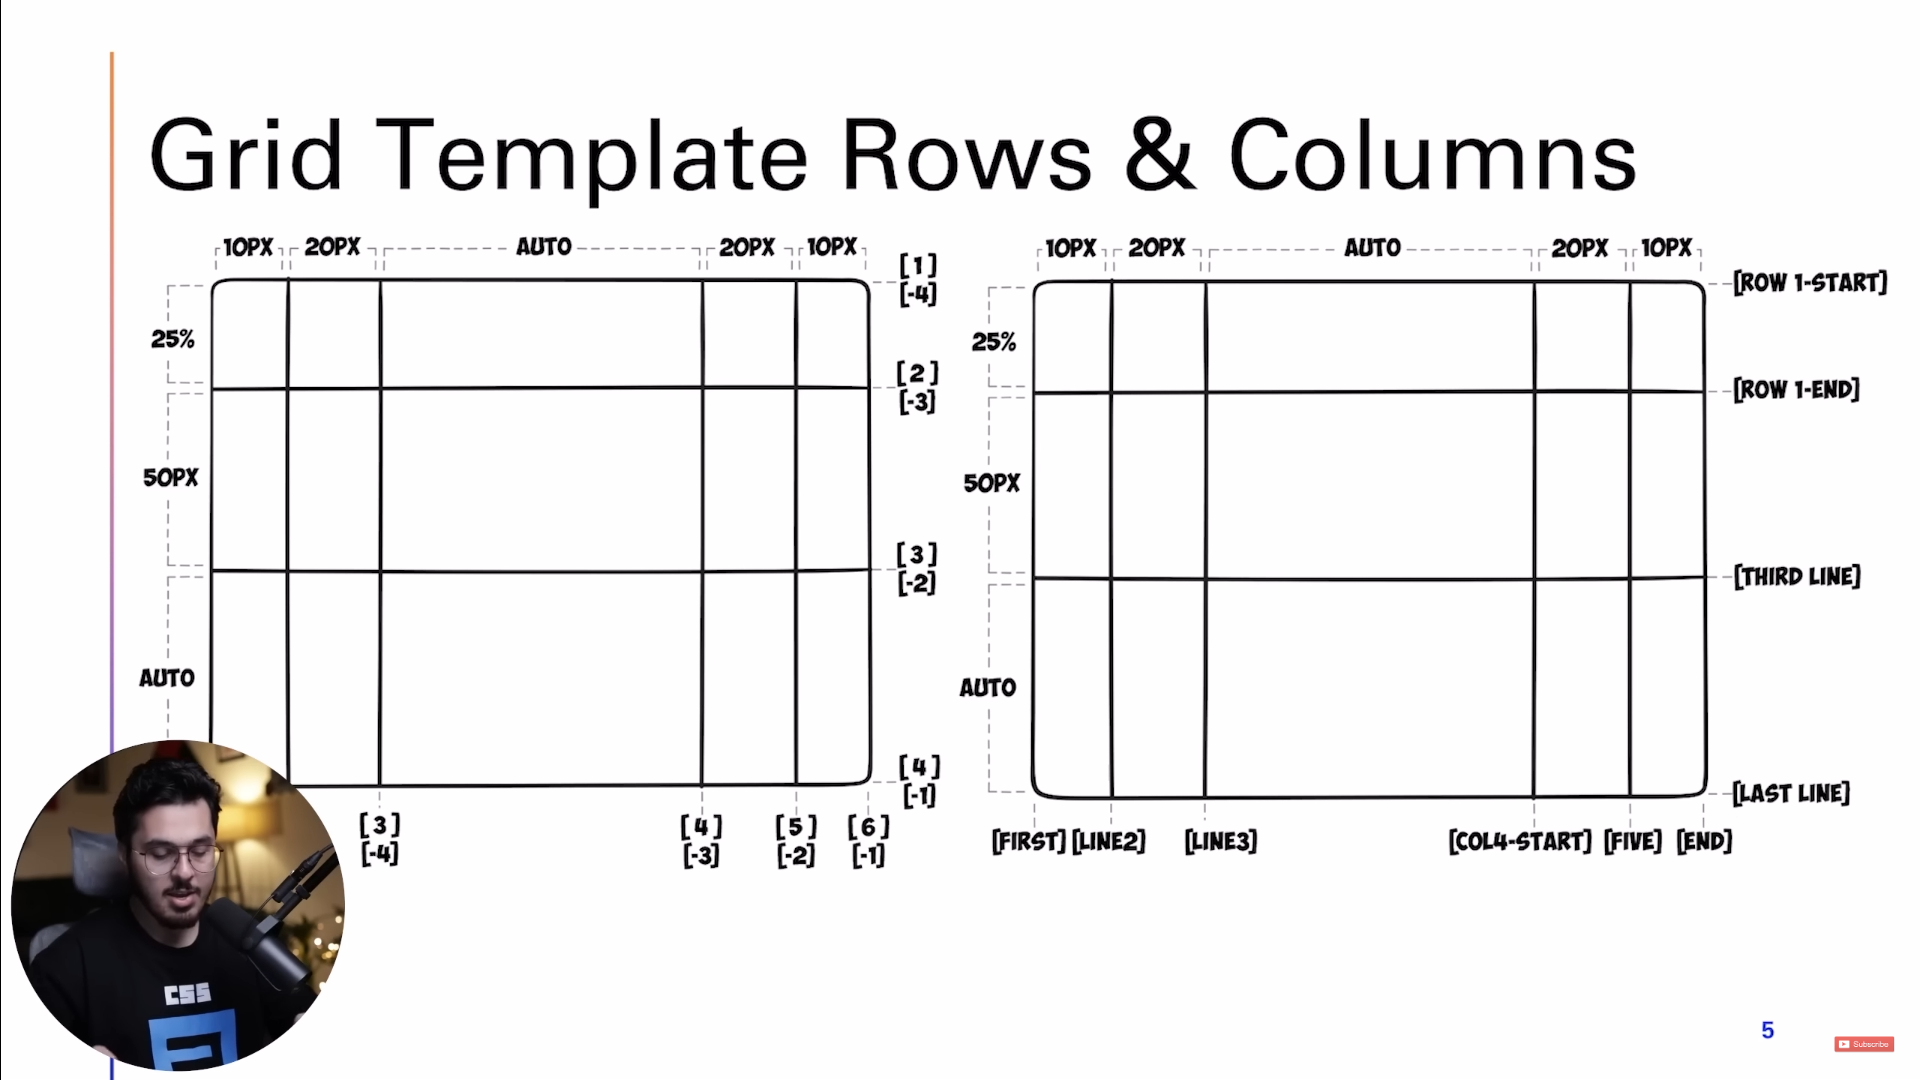 Grid Template Rows & Columns
10PX 20PX AUTO 20PX 10PX
[1]
[-4]
25%
[2]
[-3]
50PX
[3]
[-2]
AUTO
[4]
[-1]
[3] [4] [5] [6]
[-4] [-3] [-2] [-1]
10PX 20PX AUTO 20PX 10PX
[ROW 1-START]
25%
[ROW 1-END]
50PX
[THIRD LINE]
AUTO
[LAST LINE]
[FIRST] [LINE2] [LINE3] [COL4-START] [FIVE] [END]
CSS
5
Subscribe